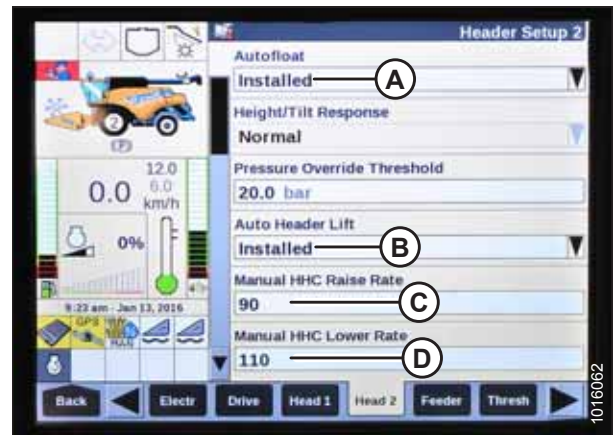 Header Setup 2
Autofloat
Installed
A
Height/Tilt Response
Normal
Pressure Override Threshold
20.0 bar
Auto Header Lift
Installed
B
Manual HHC Raise Rate
90
C
Manual HHC Lower Rate
110
D
2
(P)
12.0
0.0 6.0
km/h
0%
9:23 am - Jan 13, 2016
GPS
MAN
Back
Electr
Drive
Head 1
Head 2
Feeder
Thresh
1016062